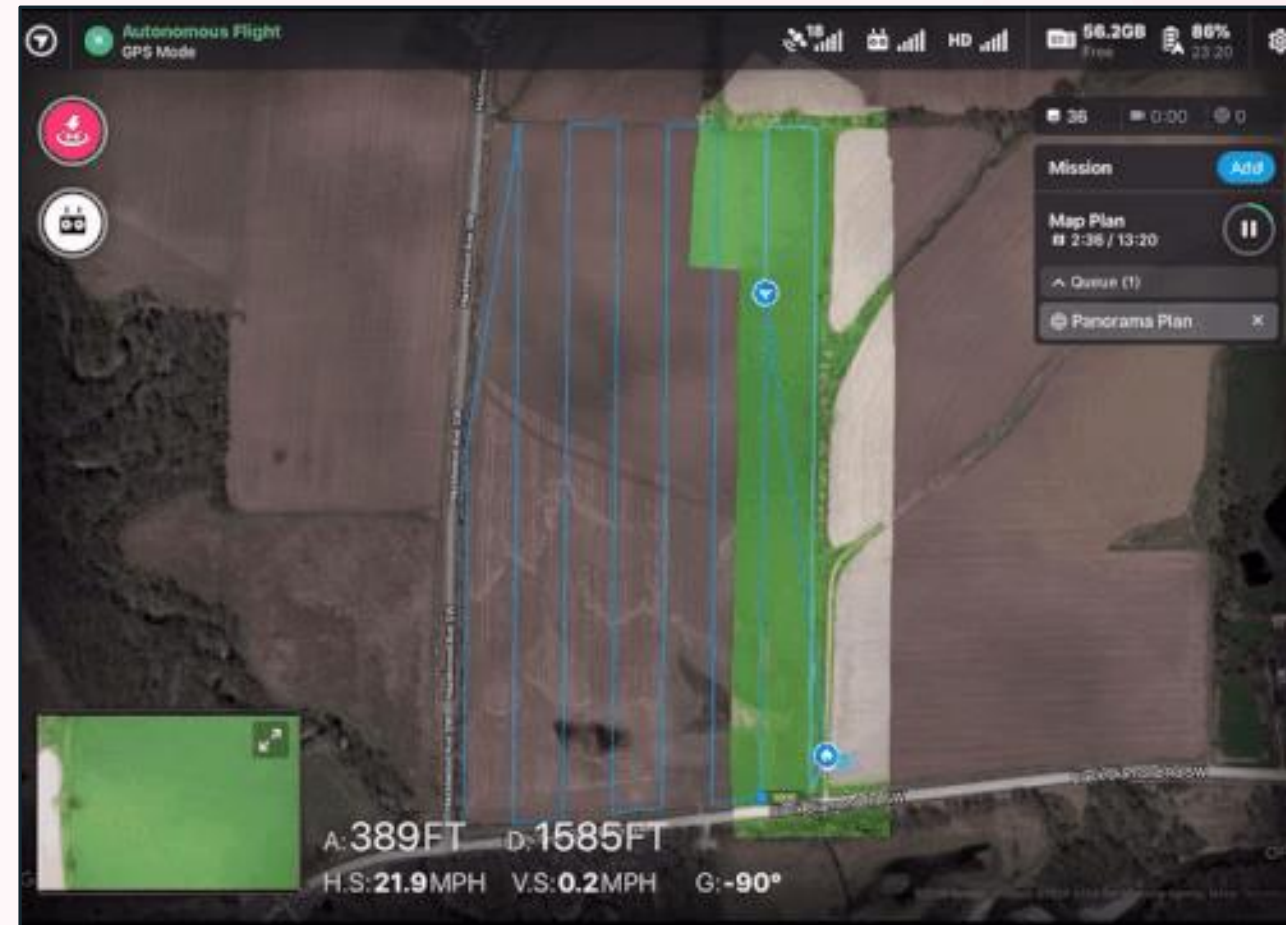 Autonomous Flight
GPS Mode
18
HD
56.2GB
Free
86%
23:20
36
0:00
0
Mission
Add
Map Plan
2:36 / 13:20
Queue (1)
Panorama Plan
A: 389FT
D: 1585FT
H.S: 21.9MPH
V.S: 0.2MPH
G: -90°